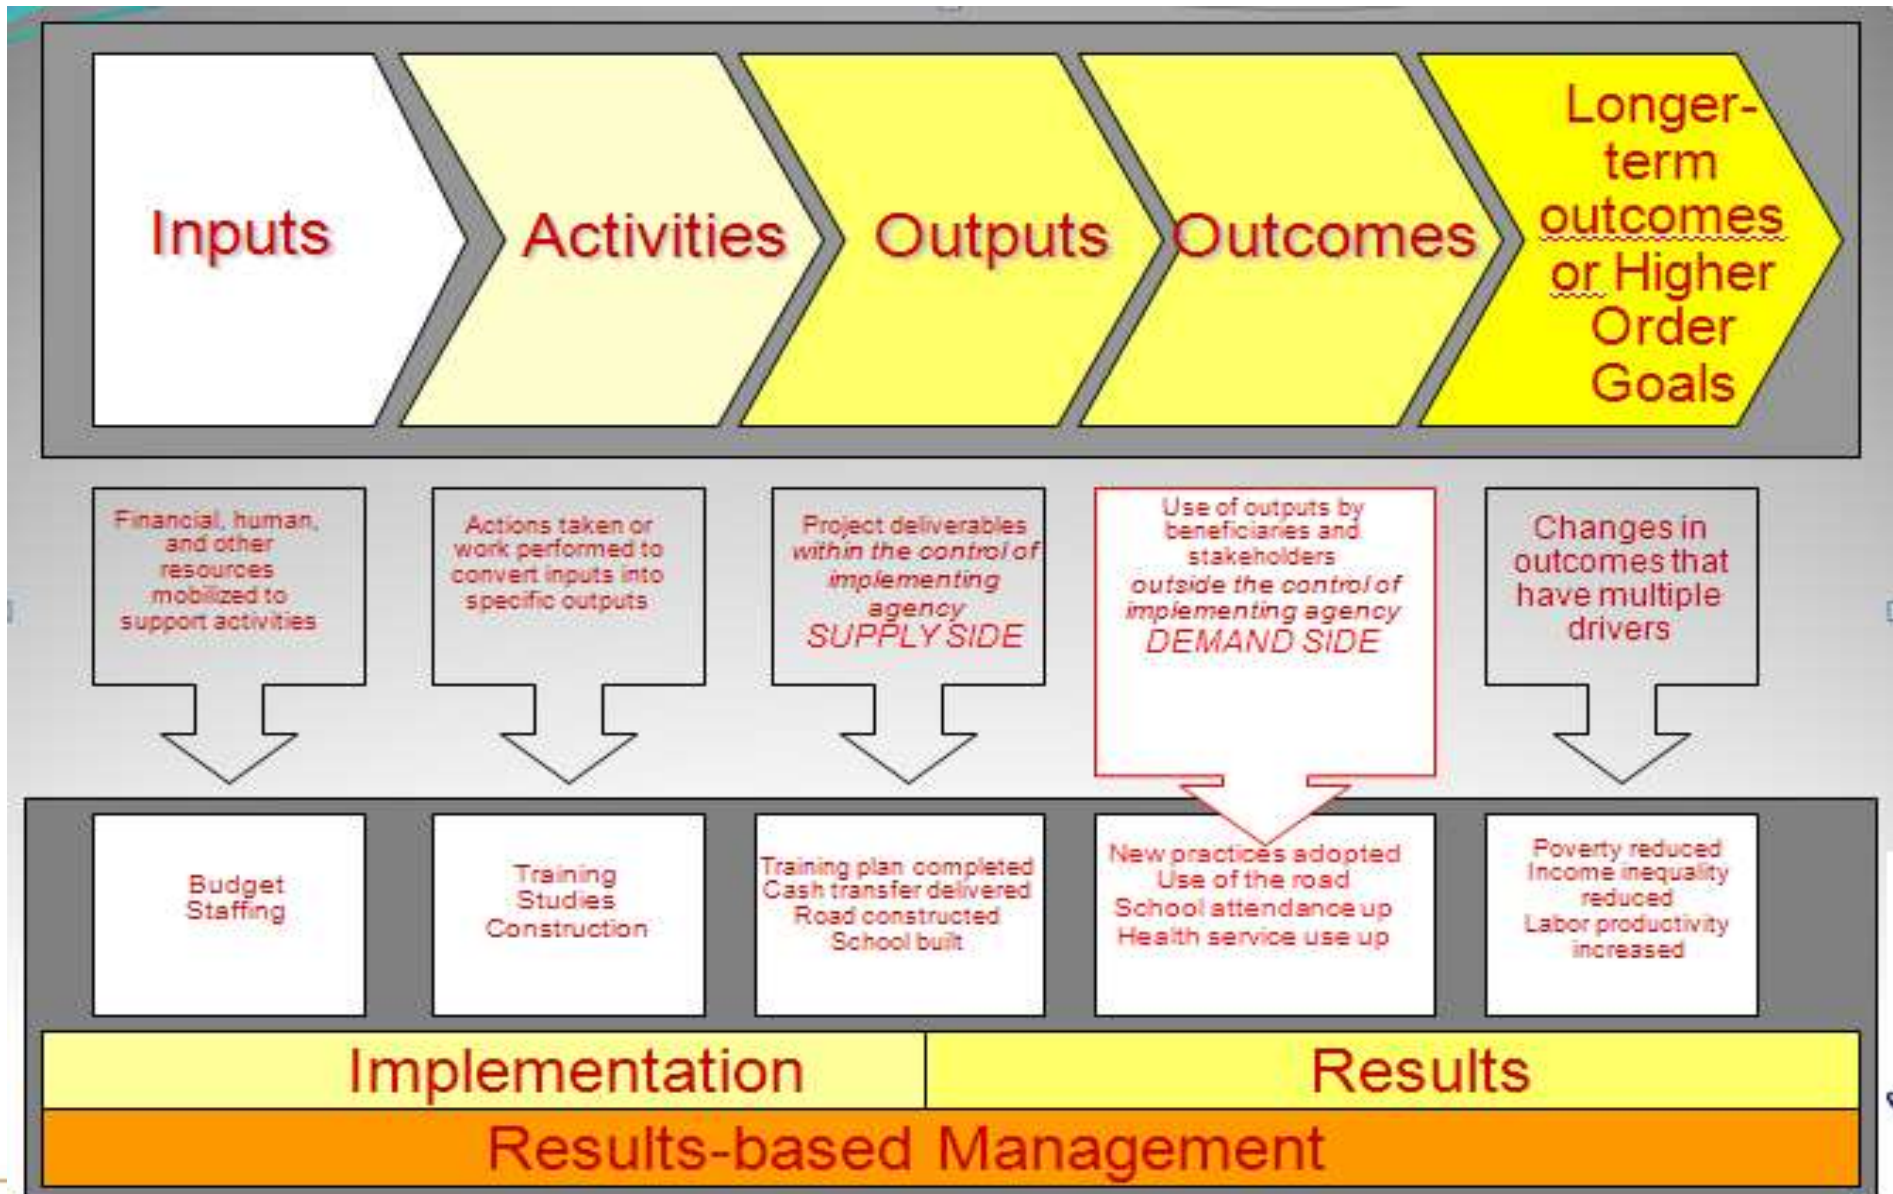 Inputs
Activities
Outputs
Outcomes
Longer-
term
outcomes
or Higher
Order
Goals
Financial, human,
and other
resources
mobilized to
support activities
Actions taken or
work performed to
convert inputs into
specific outputs
Project deliverables
within the control of
implementing
agency
SUPPLY SIDE
Use of outputs by
beneficiaries and
stakeholders
outside the control of
implementing agency
DEMAND SIDE
Changes in
outcomes that
have multiple
drivers
Budget
Staffing
Training
Studies
Construction
Training plan completed
Cash transfer delivered
Road constructed
School built
New practices adopted
Use of the road
School attendance up
Health service use up
Poverty reduced
Income inequality
reduced
Labor productivity
increased
Implementation
Results
Results-based Management